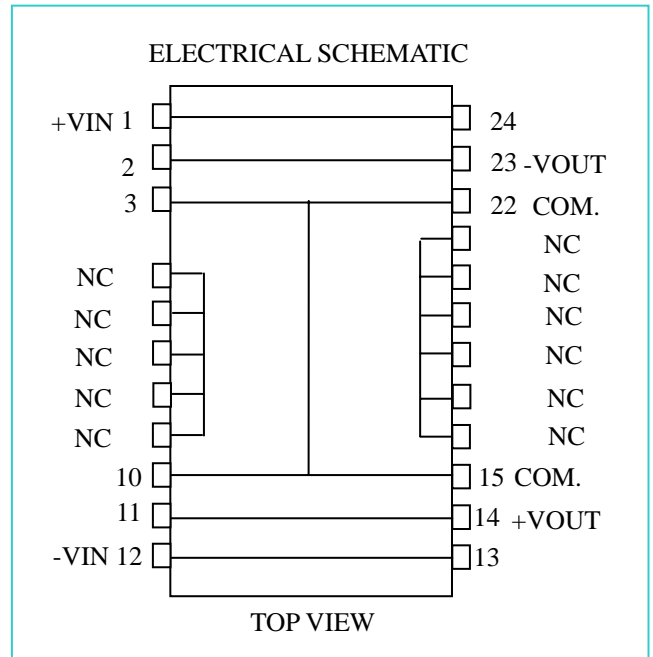 ELECTRICAL SCHEMATIC
+VIN 1
24
2
23 -VOUT
3
22 COM.
NC
NC
NC
NC
NC
NC
NC
NC
NC
NC
NC
10
15 COM.
11
14 +VOUT
-VIN 12
13
TOP VIEW